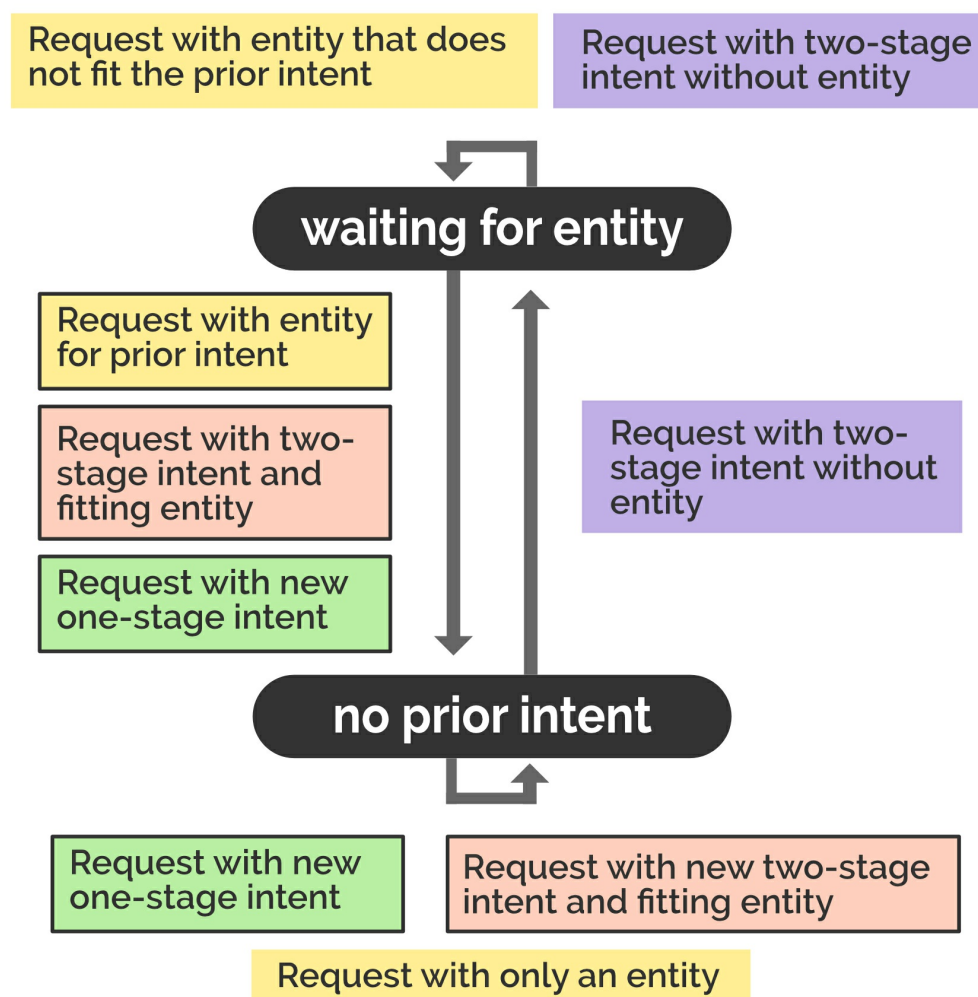 Request with entity that does
not fit the prior intent
Request with two-stage
intent without entity
waiting for entity
Request with entity
for prior intent
Request with two-
stage intent and
fitting entity
Request with new
one-stage intent
Request with two-
stage intent without
entity
no prior intent
Request with new
one-stage intent
Request with new two-stage
intent and fitting entity
Request with only an entity